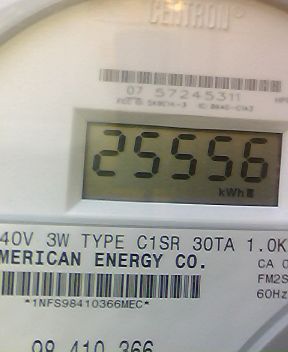 CENTRON®
07 57245311
25556
kWh
40V 3W TYPE C1SR 30TA 1.0K
MERICAN ENERGY CO.
CA 0
FM2S
60Hz
*1NFS98410366MEC*
98 410 366